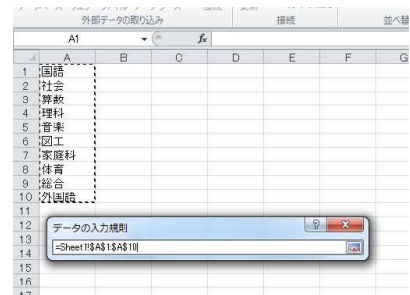 外部データの取り込み 接続 並べ替
A1 fx
A B C D E F G
1 国語
2 社会
3 算数
4 理科
5 音楽
6 図工
7 家庭科
8 体育
9 総合
10 外国語
11
12
13
14
15
16
17
データの入力規則
=Sheet1!$A$1:$A$10